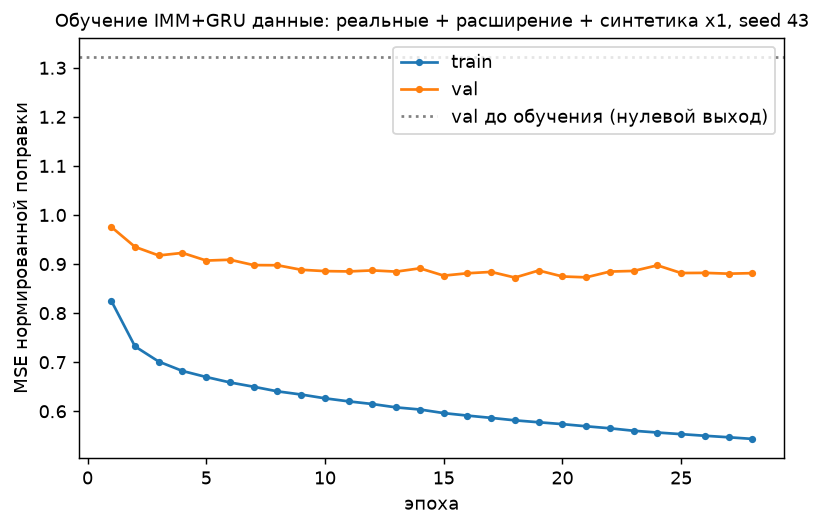 Обучение IMM+GRU данные: реальные + расширение + синтетика x1, seed 43
MSE нормированной поправки
1.3
1.2
1.1
1.0
0.9
0.8
0.7
0.6
train
val
val до обучения (нулевой выход)
0 5 10 15 20 25
эпоха